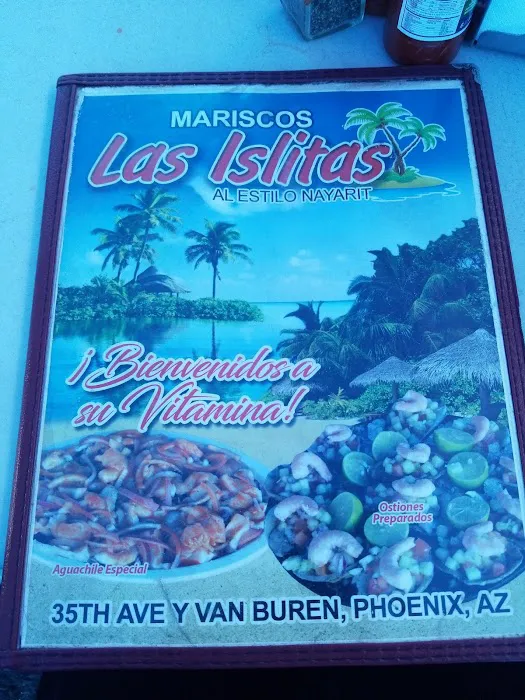 MARISCOS
Las Islitas
AL ESTILO NAYARIT
¡Bienvenidos a
su Vitamina!
Ostiones
Preparados
Aguachile Especial
35TH AVE Y VAN BUREN, PHOENIX, AZ